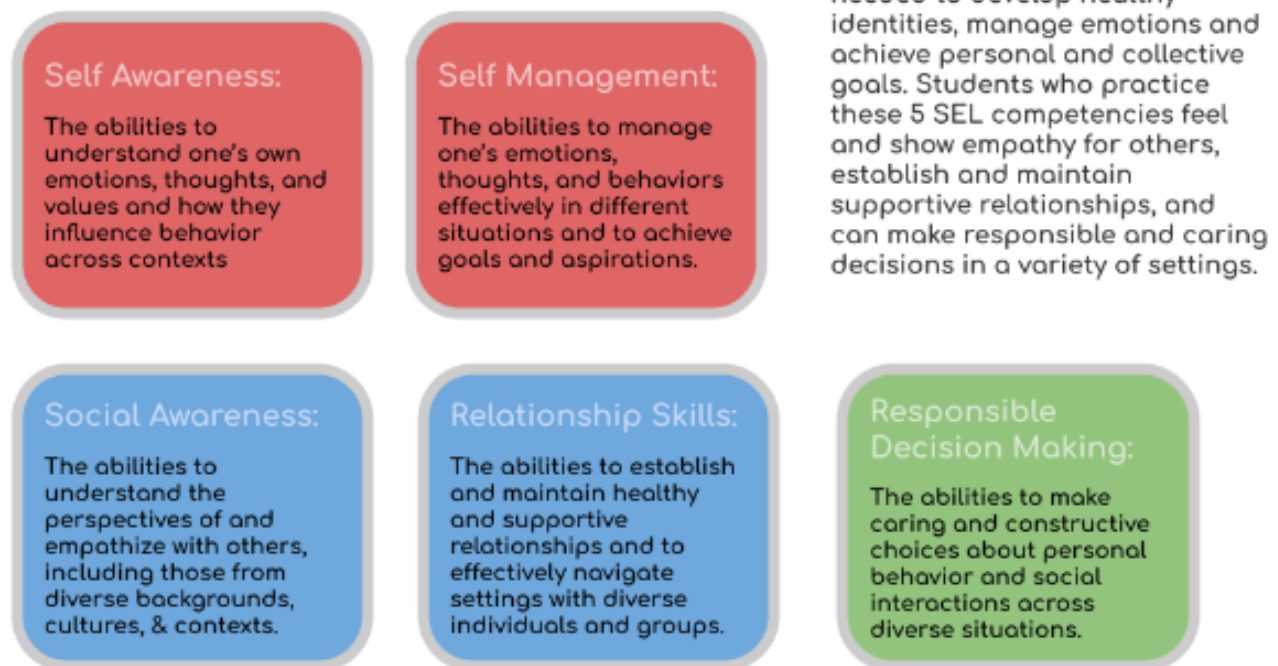 Self Awareness:
The abilities to
understand one's own
emotions, thoughts, and
values and how they
influence behavior
across contexts
Self Management:
The abilities to manage
one's emotions,
thoughts, and behaviors
effectively in different
situations and to achieve
goals and aspirations.
needed to develop healthy
identities, manage emotions and
achieve personal and collective
goals. Students who practice
these 5 SEL competencies feel
and show empathy for others,
establish and maintain
supportive relationships, and
can make responsible and caring
decisions in a variety of settings.
Social Awareness:
The abilities to
understand the
perspectives of and
empathize with others,
including those from
diverse backgrounds,
cultures, & contexts.
Relationship Skills:
The abilities to establish
and maintain healthy
and supportive
relationships and to
effectively navigate
settings with diverse
individuals and groups.
Responsible
Decision Making:
The abilities to make
caring and constructive
choices about personal
behavior and social
interactions across
diverse situations.